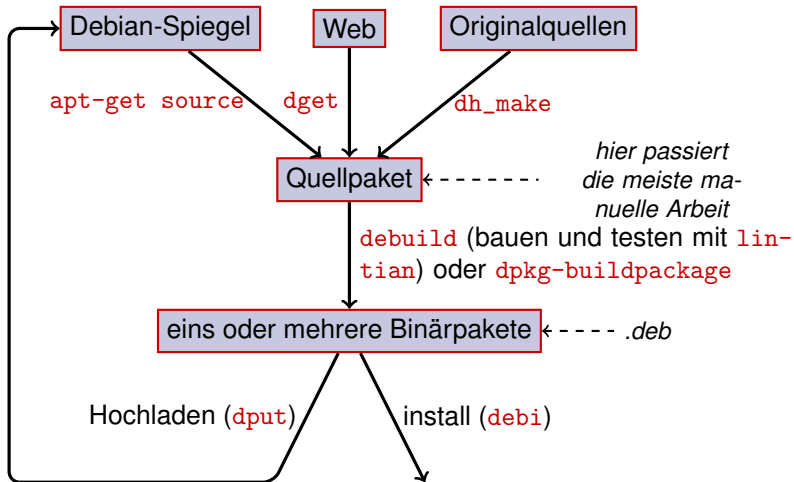 Debian-Spiegel
Web
Originalquellen
apt-get source
dget
dh_make
Quellpaket
hier passiert
die meiste ma-
nuelle Arbeit
debuild (bauen und testen mit lin-
tian) oder dpkg-buildpackage
eins oder mehrere Binärpakete
.deb
Hochladen (dput)
install (debi)